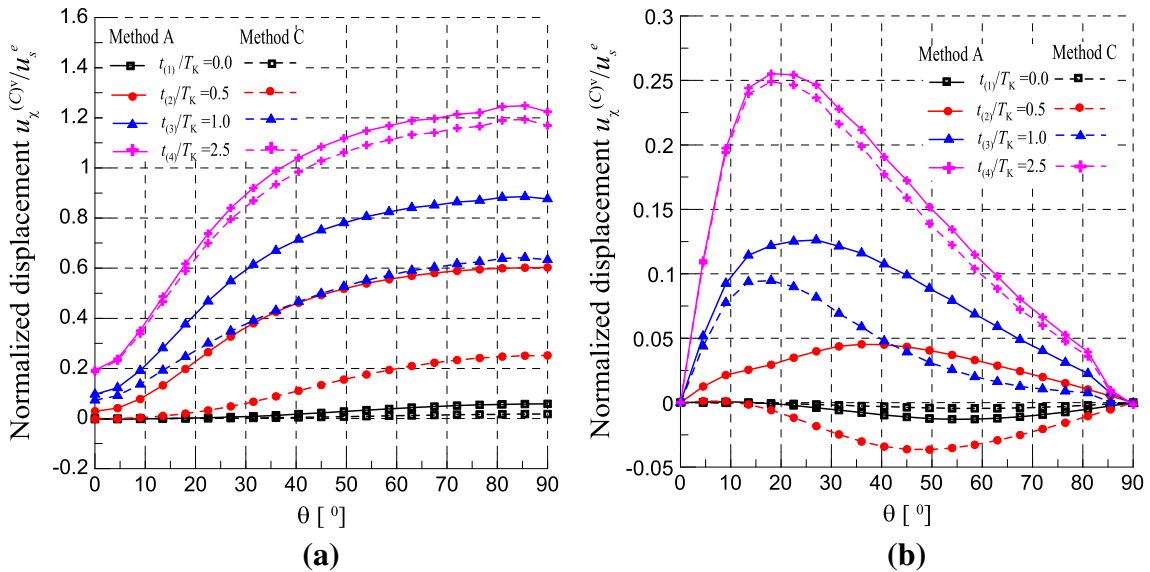 Normalized displacement u_χ^(C)ν/u_s^e
1.6
1.4
1.2
1
0.8
0.6
0.4
0.2
0
-0.2
Method A Method C
t(1)/TK =0.0
t(2)/TK =0.5
t(3)/TK =1.0
t(4)/TK = 2.5
0 10 20 30 40 50 60 70 80 90
θ [ ⁰]
(a)
Normalized displacement u_χ^(C)ν/u_s^e
0.3
0.25
0.2
0.15
0.1
0.05
0
-0.05
Method A Method C
t(1)/TK =0.0
t(2)/TK =0.5
t(3)/TK =1.0
t(4)/TK =2.5
0 10 20 30 40 50 60 70 80 90
θ [ ⁰]
(b)